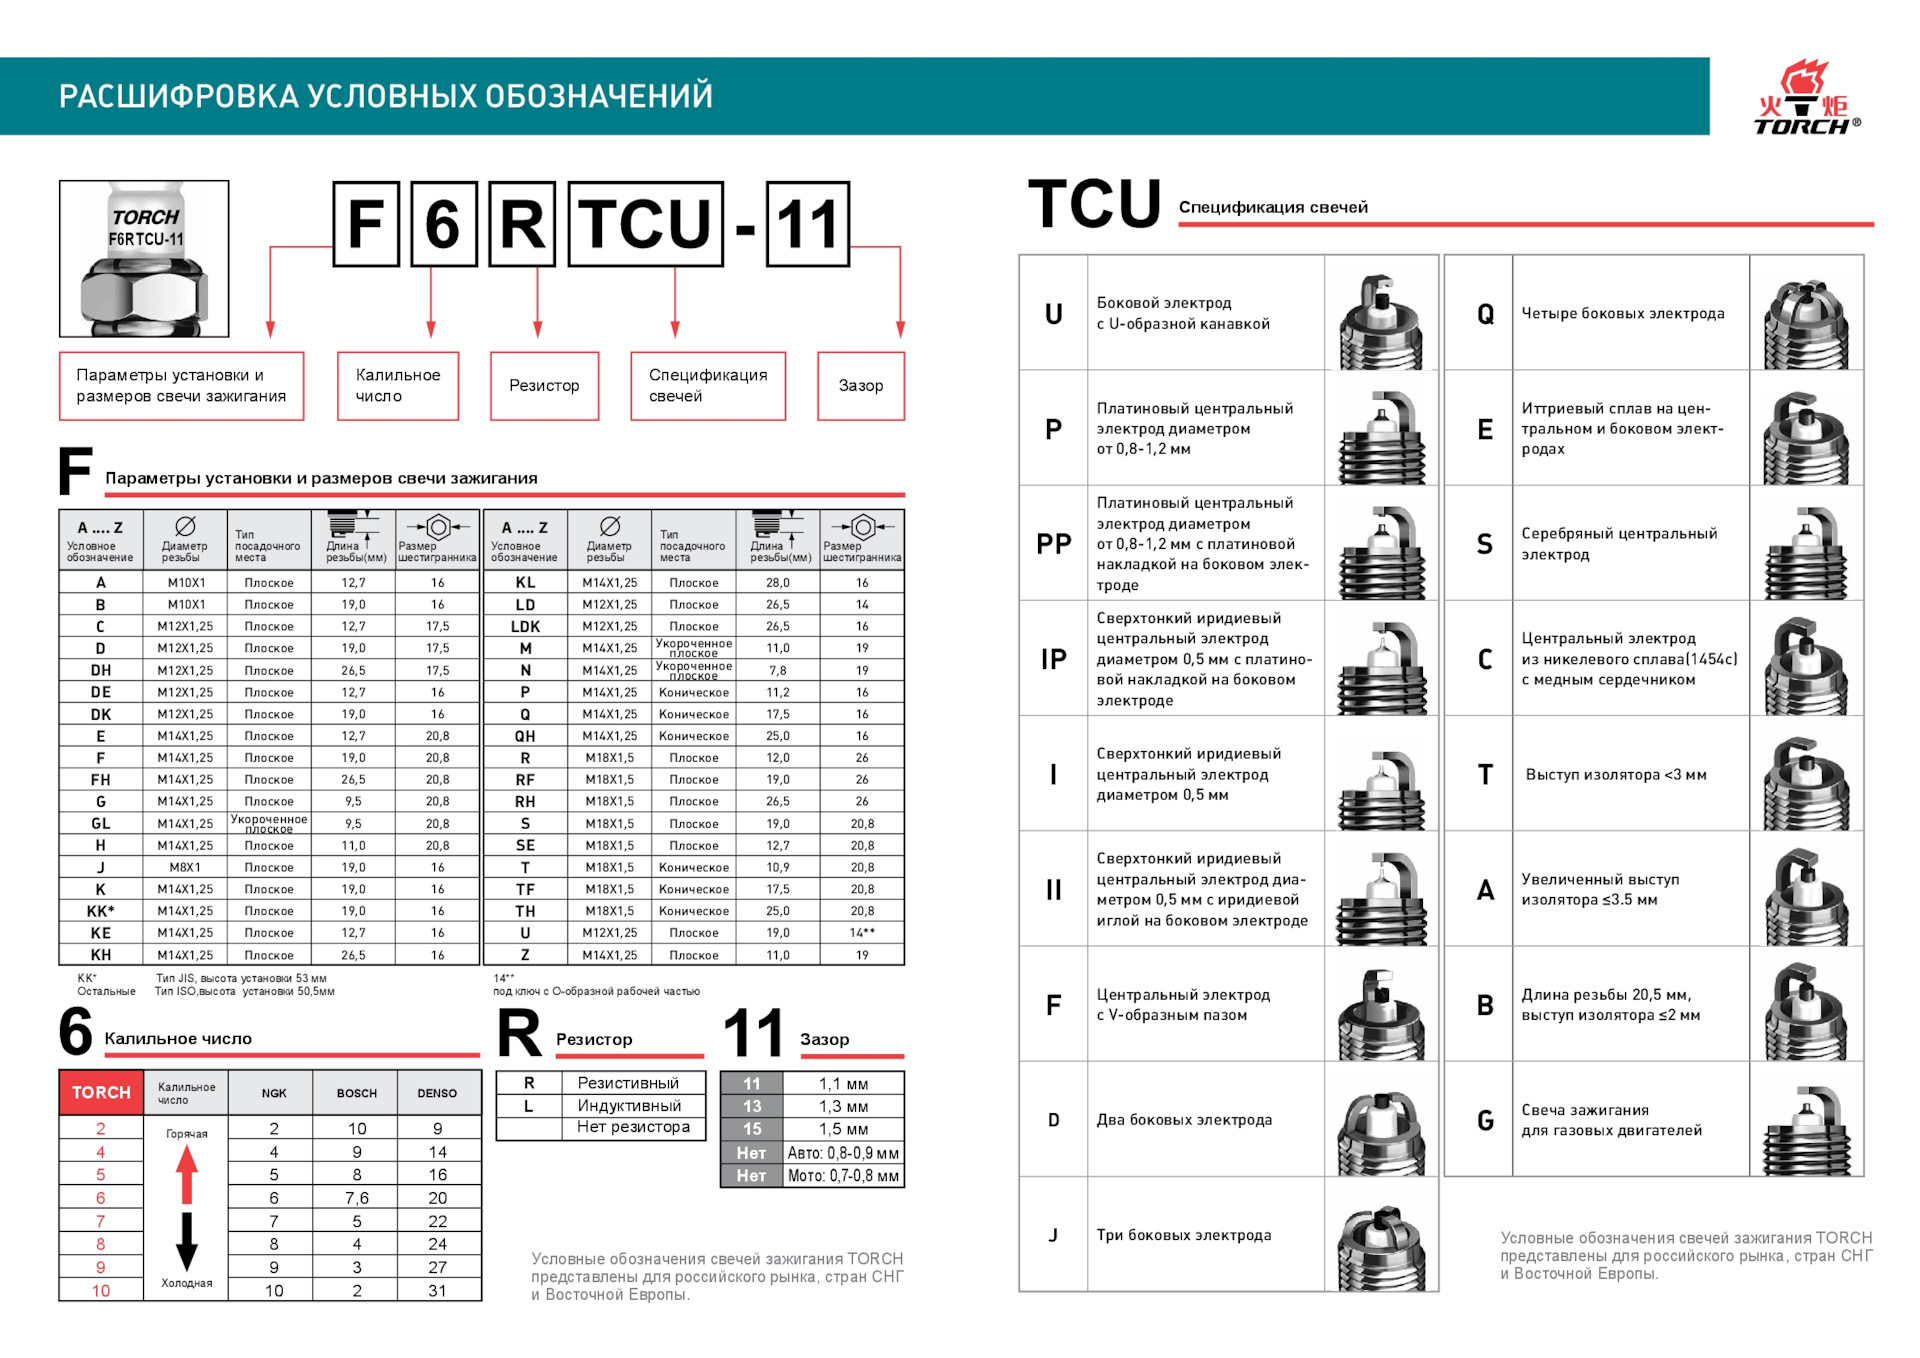 РАСШИФРОВКА УСЛОВНЫХ ОБОЗНАЧЕНИЙ
火 炬
TORCH®
TORCH
F6RTCU-11
F 6 R TCU - 11
Параметры установки и
размеров свечи зажигания
Калильное
число
Резистор
Спецификация
свечей
Зазор
F Параметры установки и размеров свечи зажигания
A .... Z
Условное
обозначение
Диаметр
резьбы
Тип
посадочного
места
Длина
резьбы(мм)
Размер
шестигранника
A M10X1 Плоское 12,7 16
B M10X1 Плоское 19,0 16
C M12X1,25 Плоское 12,7 17,5
D M12X1,25 Плоское 19,0 17,5
DH M12X1,25 Плоское 26,5 17,5
DE M12X1,25 Плоское 12,7 16
DK M12X1,25 Плоское 19,0 16
E M14X1,25 Плоское 12,7 20,8
F M14X1,25 Плоское 19,0 20,8
FH M14X1,25 Плоское 26,5 20,8
G M14X1,25 Плоское 9,5 20,8
GL M14X1,25 Укороченное плоское 9,5 20,8
H M14X1,25 Плоское 11,0 20,8
J M8X1 Плоское 19,0 16
K M14X1,25 Плоское 19,0 16
KK* M14X1,25 Плоское 19,0 16
KE M14X1,25 Плоское 12,7 16
KH M14X1,25 Плоское 26,5 16
A .... Z
Условное
обозначение
Диаметр
резьбы
Тип
посадочного
места
Длина
резьбы(мм)
Размер
шестигранника
KL M14X1,25 Плоское 28,0 16
LD M12X1,25 Плоское 26,5 14
LDK M12X1,25 Плоское 26,5 16
M M14X1,25 Укороченное плоское 11,0 19
N M14X1,25 Укороченное плоское 7,8 19
P M14X1,25 Коническое 11,2 16
Q M14X1,25 Коническое 17,5 16
QH M14X1,25 Коническое 25,0 16
R M18X1,5 Плоское 12,0 26
RF M18X1,5 Плоское 19,0 26
RH M18X1,5 Плоское 26,5 26
S M18X1,5 Плоское 19,0 20,8
SE M18X1,5 Плоское 12,7 20,8
T M18X1,5 Коническое 10,9 20,8
TF M18X1,5 Коническое 17,5 20,8
TH M18X1,5 Коническое 25,0 20,8
U M12X1,25 Плоское 19,0 14**
Z M14X1,25 Плоское 11,0 19
KK* Тип JIS, высота установки 53 мм
Остальные Тип ISO,высота установки 50,5мм
14**
под ключ с О-образной рабочей частью
6 Калильное число
TORCH Калильное число NGK BOSCH DENSO
Горячая
2 2 10 9
4 4 9 14
5 5 8 16
6 6 7,6 20
7 7 5 22
8 8 4 24
9 9 3 27
10 10 2 31
Холодная
R Резистор
R Резистивный
L Индуктивный
Нет резистора
11 Зазор
11 1,1 мм
13 1,3 мм
15 1,5 мм
Нет Авто: 0,8-0,9 мм
Нет Мото: 0,7-0,8 мм
Условные обозначения свечей зажигания TORCH
представлены для российского рынка, стран СНГ
и Восточной Европы.
TCU Спецификация свечей
U
Боковой электрод
с U-образной канавкой
P
Платиновый центральный
электрод диаметром
от 0,8-1,2 мм
PP
Платиновый центральный
электрод диаметром
от 0,8-1,2 мм с платиновой
накладкой на боковом элек-
троде
IP
Сверхтонкий иридиевый
центральный электрод
диаметром 0,5 мм с платино-
вой накладкой на боковом
электроде
I
Сверхтонкий иридиевый
центральный электрод
диаметром 0,5 мм
II
Сверхтонкий иридиевый
центральный электрод диа-
метром 0,5 мм с иридиевой
иглой на боковом электроде
F
Центральный электрод
с V-образным пазом
D
Два боковых электрода
J
Три боковых электрода
Q
Четыре боковых электрода
E
Иттриевый сплав на цен-
тральном и боковом элект-
родах
S
Серебряный центральный
электрод
C
Центральный электрод
из никелевого сплава(1454с)
с медным сердечником
T
Выступ изолятора <3 мм
A
Увеличенный выступ
изолятора ≤3.5 мм
B
Длина резьбы 20,5 мм,
выступ изолятора ≤2 мм
G
Свеча зажигания
для газовых двигателей
Условные обозначения свечей зажигания TORCH
представлены для российского рынка, стран СНГ
и Восточной Европы.